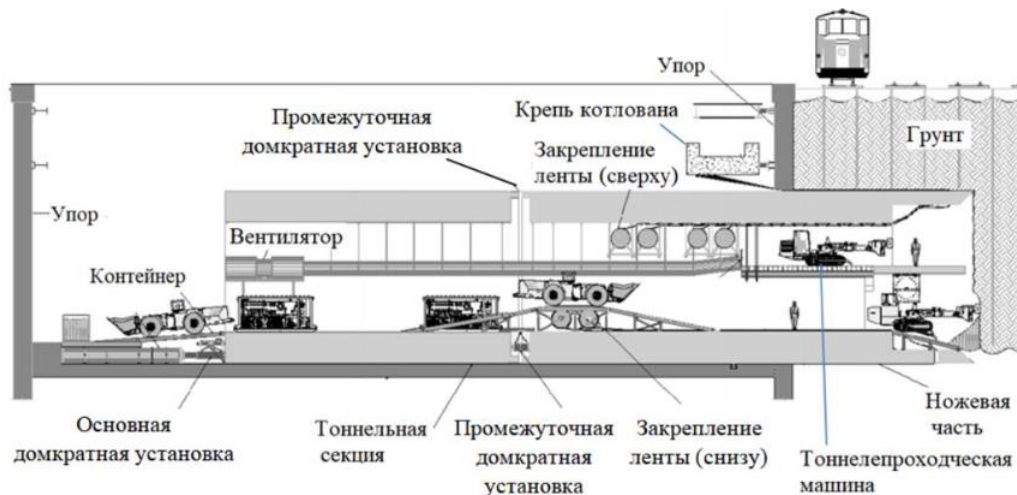 Упор
Крепь котлована
Промежуточная
домкратная установка
Закрепление
ленты (сверху)
Грунт
Упор
Вентилятор
Контейнер
Основная
домкратная установка
Тоннельная
секция
Промежуточная
домкратная
установка
Закрепление
ленты (снизу)
Ножевая
часть
Тоннелепроходческая
машина